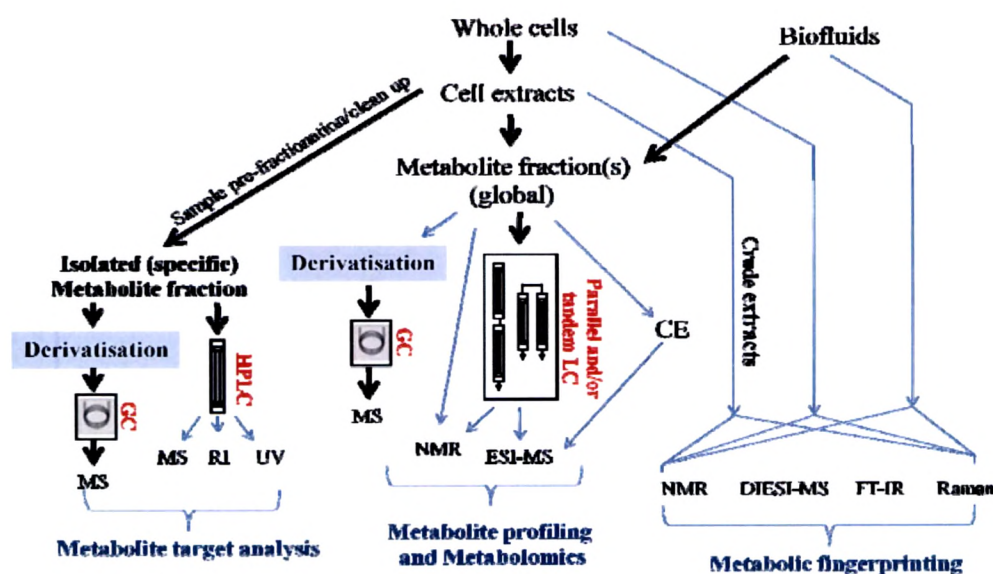 Whole cells
Biofluids
Cell extracts
Sample pre-fractionation/clean up
Metabolite fraction(s)
(global)
Isolated (specific)
Metabolite fraction
Derivatisation
Derivatisation
GC
HPLC
GC
Parallel and/or
tandem LC
CE
Crude extracts
MS
MS
RI
UV
MS
NMR
ESI-MS
NMR
DIESI-MS
FT-IR
Raman
Metabolite target analysis
Metabolite profiling
and Metabolomics
Metabolic fingerprinting